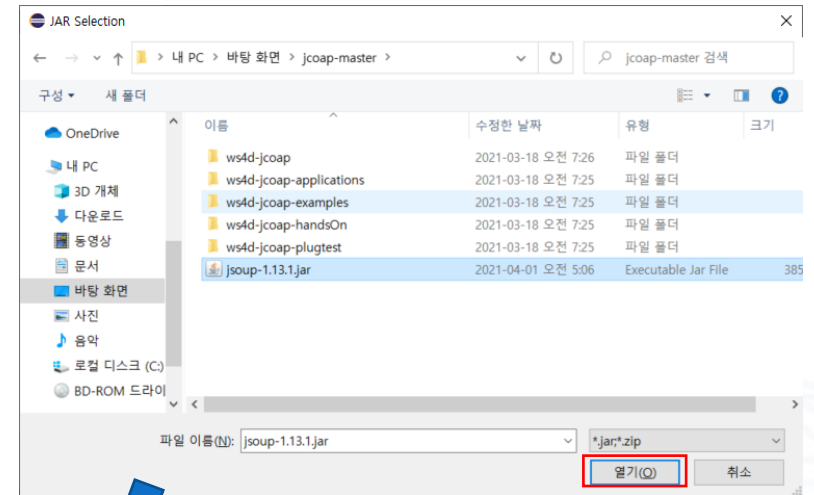 JAR Selection
내 PC > 바탕 화면 > jcoap-master >
jcoap-master 검색
구성
새 폴더
이름 수정한 날짜 유형 크기
OneDrive
내 PC
3D 개체
다운로드
동영상
문서
바탕 화면
사진
음악
로컬 디스크 (C:)
BD-ROM 드라이
ws4d-jcoap 2021-03-18 오전 7:26 파일 폴더
ws4d-jcoap-applications 2021-03-18 오전 7:25 파일 폴더
ws4d-jcoap-examples 2021-03-18 오전 7:25 파일 폴더
ws4d-jcoap-handsOn 2021-03-18 오전 7:25 파일 폴더
ws4d-jcoap-plugtest 2021-03-18 오전 7:25 파일 폴더
jsoup-1.13.1.jar 2021-04-01 오전 5:06 Executable Jar File 385
파일 이름(N): jsoup-1.13.1.jar *.jar;*.zip
열기(O) 취소